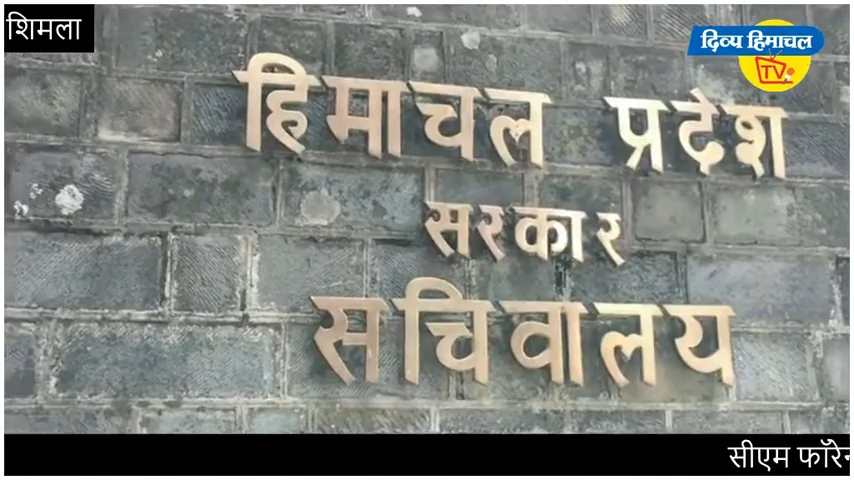 शिमला
दिव्य हिमाचल
TV
हिमाचल प्रदेश
सरकार
सचिवालय
सीएम